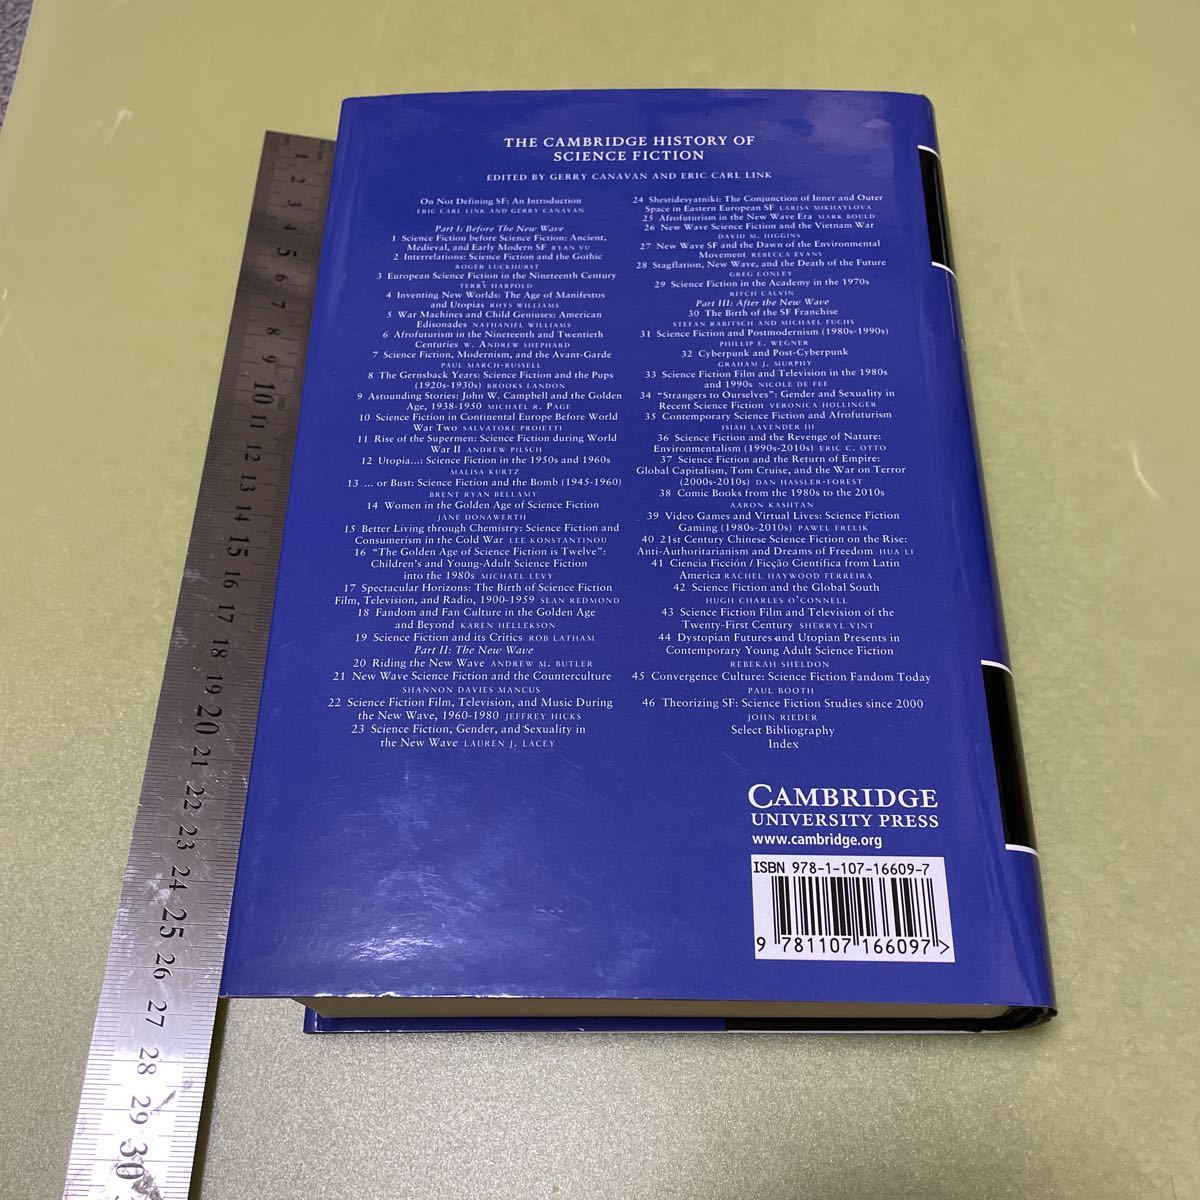 THE CAMBRIDGE HISTORY OF
SCIENCE FICTION
EDITED BY GERRY CANAVAN AND ERIC CARL LINK
On Not Defining SF: An Introduction
ERIC CARL LINK AND GERRY CANAVAN
Part I: Before The New Wave
1 Science Fiction before Science Fiction: Ancient,
Medieval, and Early Modern SF RYAN VU
2 Interrelations: Science Fiction and the Gothic
ROGER LUCKHURST
3 European Science Fiction in the Nineteenth Century
TERRY HARPOLD
4 Inventing New Worlds: The Age of Manifestos
and Utopias RHYS WILLIAMS
5 War Machines and Child Geniuses: American
Edisonades NATHANIEL WILLIAMS
6 Afrofuturism in the Nineteenth and Twentieth
Centuries W. ANDREW SHEPHARD
7 Science Fiction, Modernism, and the Avant-Garde
PAUL MARCH-RUSSELL
8 The Gernsback Years: Science Fiction and the Pups
(1920s-1930s) BROOKS LANDON
9 Astounding Stories: John W. Campbell and the Golden
Age, 1938-1950 MICHAEL R. PAGE
10 Science Fiction in Continental Europe Before World
War Two SALVATORE PROIETTI
11 Rise of the Supermen: Science Fiction during World
War II ANDREW PILSCH
12 Utopia...: Science Fiction in the 1950s and 1960s
MALISA KURTZ
13 ... or Bust: Science Fiction and the Bomb (1945-1960)
BRENT RYAN BELLAMY
14 Women in the Golden Age of Science Fiction
JANE DONAWERTH
15 Better Living through Chemistry: Science Fiction and
Consumerism in the Cold War LEE KONSTANTINOU
16 "The Golden Age of Science Fiction is Twelve":
Children's and Young-Adult Science Fiction
into the 1980s MICHAEL LEVY
17 Spectacular Horizons: The Birth of Science Fiction
Film, Television, and Radio, 1900-1959 SEAN REDMOND
18 Fandom and Fan Culture in the Golden Age
and Beyond KAREN HELLEKSON
19 Science Fiction and its Critics ROB LATHAM
Part II: The New Wave
20 Riding the New Wave ANDREW M. BUTLER
21 New Wave Science Fiction and the Counterculture
SHANNON DAVIES MANCUS
22 Science Fiction Film, Television, and Music During
the New Wave, 1960-1980 JEFFREY HICKS
23 Science Fiction, Gender, and Sexuality in
the New Wave LAUREN J. LACEY
24 Shestidesyatniki: The Conjunction of Inner and Outer
Space in Eastern European SF LARISA MIKHAYLOVA
25 Afrofuturism in the New Wave Era MARK BOULD
26 New Wave Science Fiction and the Vietnam War
DAVID M. HIGGINS
27 New Wave SF and the Dawn of the Environmental
Movement REBECCA EVANS
28 Stagflation, New Wave, and the Death of the Future
GREG CONLEY
29 Science Fiction in the Academy in the 1970s
RITCH CALVIN
Part III: After the New Wave
30 The Birth of the SF Franchise
STEFAN RABITSCH AND MICHAEL FUCHS
31 Science Fiction and Postmodernism (1980s-1990s)
PHILLIP E. WEGNER
32 Cyberpunk and Post-Cyberpunk
GRAHAM J. MURPHY
33 Science Fiction Film and Television in the 1980s
and 1990s NICOLE DE FEE
34 "Strangers to Ourselves": Gender and Sexuality in
Recent Science Fiction VERONICA HOLLINGER
35 Contemporary Science Fiction and Afrofuturism
ISIAH LAVENDER III
36 Science Fiction and the Revenge of Nature:
Environmentalism (1990s-2010s) ERIC C. OTTO
37 Science Fiction and the Return of Empire:
Global Capitalism, Tom Cruise, and the War on Terror
(2000s-2010s) DAN HASSLER-FOREST
38 Comic Books from the 1980s to the 2010s
AARON KASHTAN
39 Video Games and Virtual Lives: Science Fiction
Gaming (1980s-2010s) PAWEL FRELIK
40 21st Century Chinese Science Fiction on the Rise:
Anti-Authoritarianism and Dreams of Freedom HUA LI
41 Ciencia Ficción / Ficção Científica from Latin
America RACHEL HAYWOOD FERREIRA
42 Science Fiction and the Global South
HUGH CHARLES O'CONNELL
43 Science Fiction Film and Television of the
Twenty-First Century SHERRYL VINT
44 Dystopian Futures and Utopian Presents in
Contemporary Young Adult Science Fiction
REBEKAH SHELDON
45 Convergence Culture: Science Fiction Fandom Today
PAUL BOOTH
46 Theorizing SF: Science Fiction Studies since 2000
JOHN RIEDER
Select Bibliography
Index
CAMBRIDGE
UNIVERSITY PRESS
www.cambridge.org
ISBN 978-1-107-16609-7
9 781107 166097 >
1
2
3
4
5
6
7
8
9
10
11
12
13
14
15
16
17
18
19
20
21
22
23
24
25
26
27
28
29
30